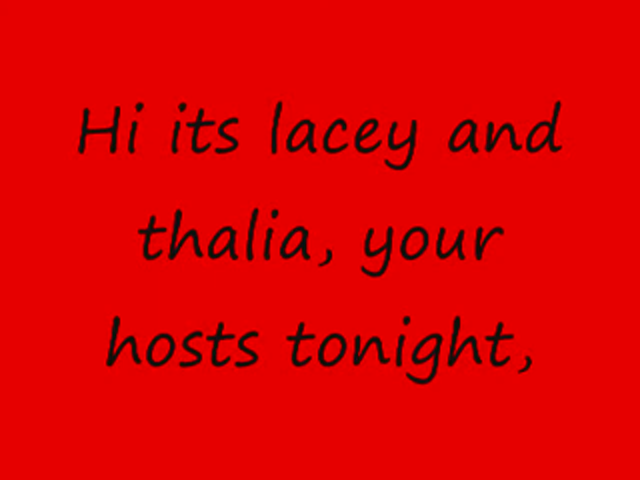 Hi its lacey and
thalia, your
hosts tonight,